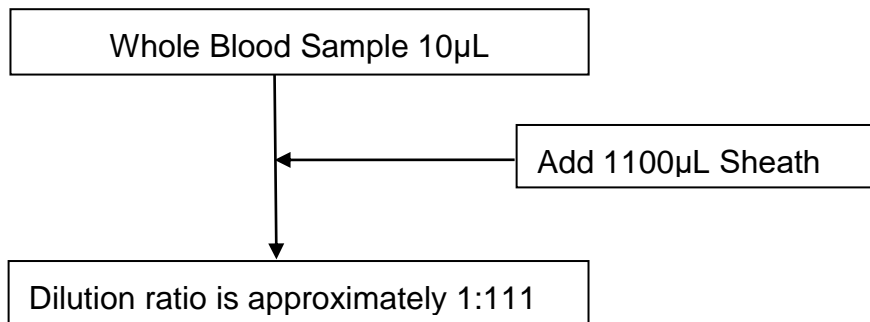 Whole Blood Sample 10µL
Add 1100µL Sheath
Dilution ratio is approximately 1:111